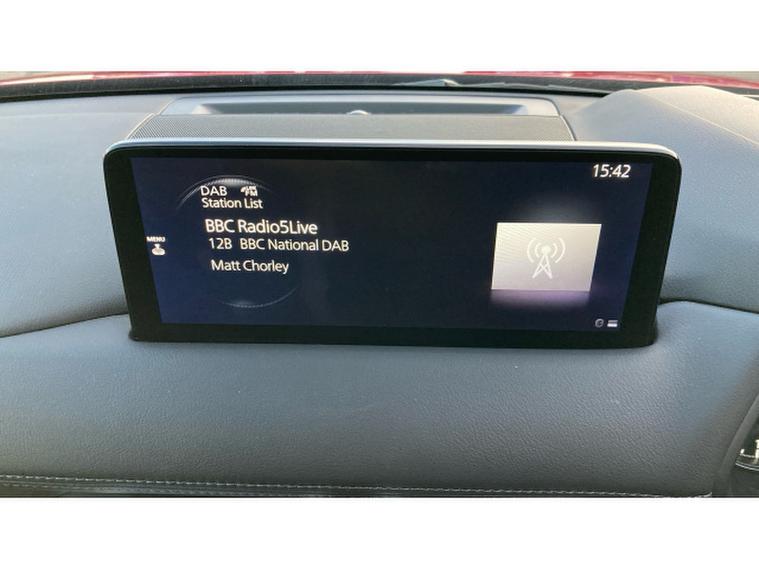 15:42
DAB
Station List
BBC Radio5Live
MENU
12B BBC National DAB
Matt Chorley